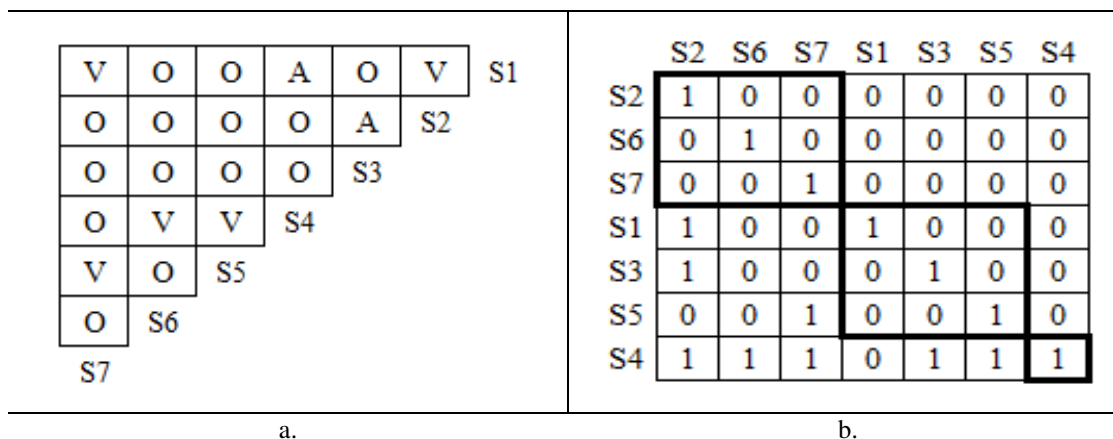 V O O A O V S1
O O O O A S2
O O O O S3
O V V S4
V O S5
O S6
S7
a.
S2 S6 S7 S1 S3 S5 S4
S2 1 0 0 0 0 0 0
S6 0 1 0 0 0 0 0
S7 0 0 1 0 0 0 0
S1 1 0 0 1 0 0 0
S3 1 0 0 0 1 0 0
S5 0 0 1 0 0 1 0
S4 1 1 1 0 1 1 1
b.